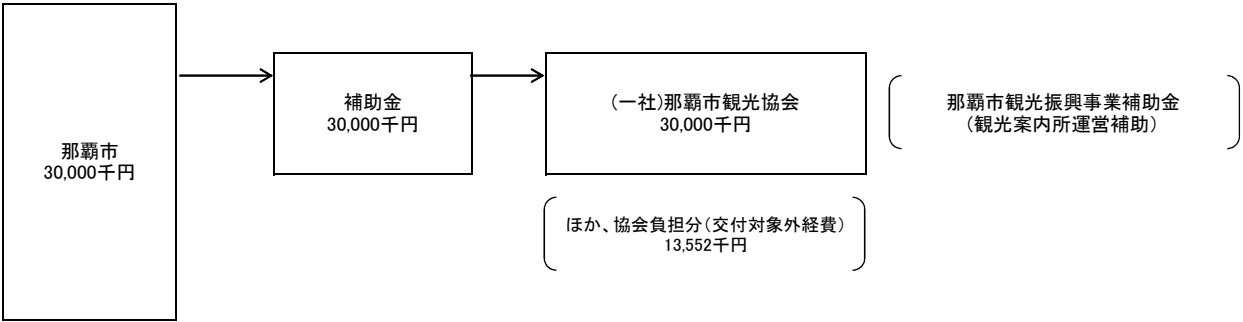 那覇市
30,000千円
補助金
30,000千円
(一社)那覇市観光協会
30,000千円
那覇市観光振興事業補助金
(観光案内所運営補助)
ほか、協会負担分(交付対象外経費)
13,552千円